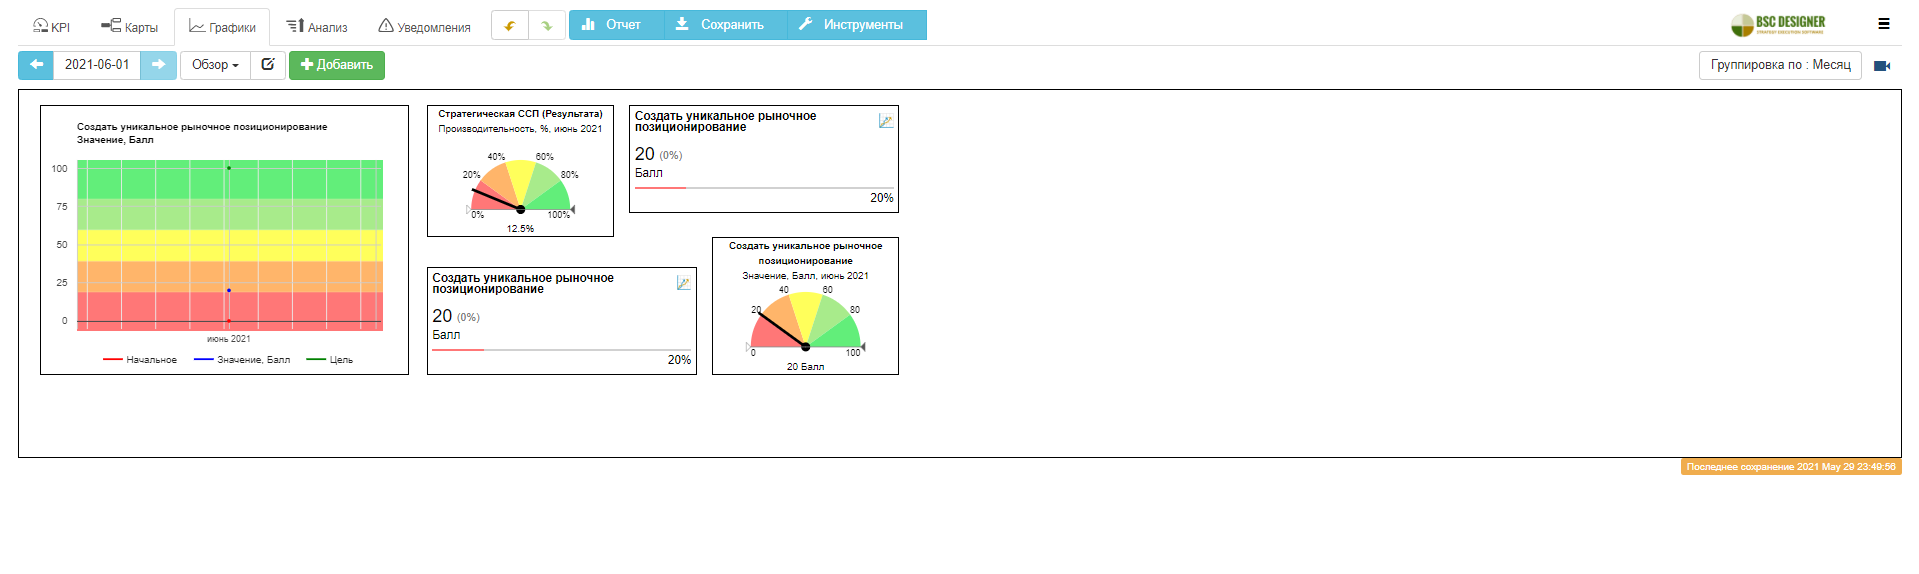 KPI
Карты
Графики
Анализ
Уведомления
Отчет
Сохранить
Инструменты
BSC DESIGNER
STRATEGY EXECUTION SOFTWARE
2021-06-01
Обзор
Добавить
Группировка по : Месяц
Создать уникальное рыночное позиционирование
Значение, Балл
100
75
50
25
0
июнь 2021
Начальное
Значение, Балл
Цель
Стратегическая ССП (Результата)
Производительность, %, июнь 2021
40%
60%
20%
80%
0%
100%
12.5%
Создать уникальное рыночное
позиционирование
20 (0%)
Балл
20%
Создать уникальное рыночное
позиционирование
20 (0%)
Балл
20%
Создать уникальное рыночное
позиционирование
Значение, Балл, июнь 2021
40
60
20
80
0
100
20 Балл
Последнее сохранение 2021 May 29 23:49:56